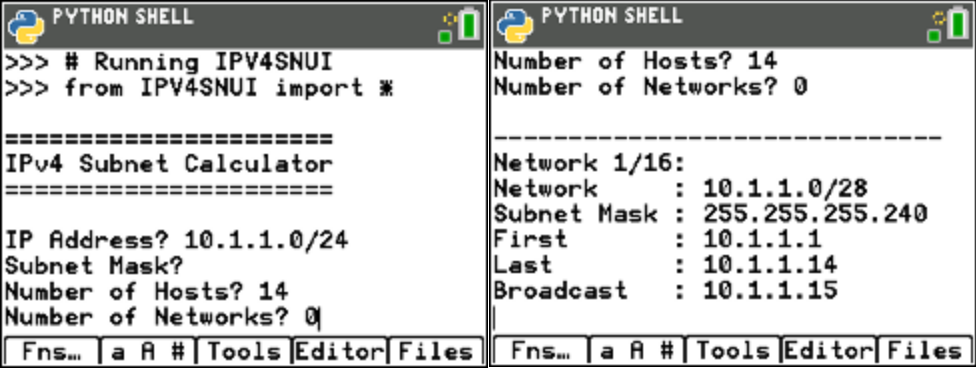 PYTHON SHELL
>>> # Running IPV4SNUI
>>> from IPV4SNUI import *
=====================
IPv4 Subnet Calculator
=====================
IP Address? 10.1.1.0/24
Subnet Mask?
Number of Hosts? 14
Number of Networks? 0
Fns… a A # Tools Editor Files
PYTHON SHELL
Number of Hosts? 14
Number of Networks? 0
-----------------------------
Network 1/16:
Network : 10.1.1.0/28
Subnet Mask : 255.255.255.240
First : 10.1.1.1
Last : 10.1.1.14
Broadcast : 10.1.1.15
Fns… a A # Tools Editor Files